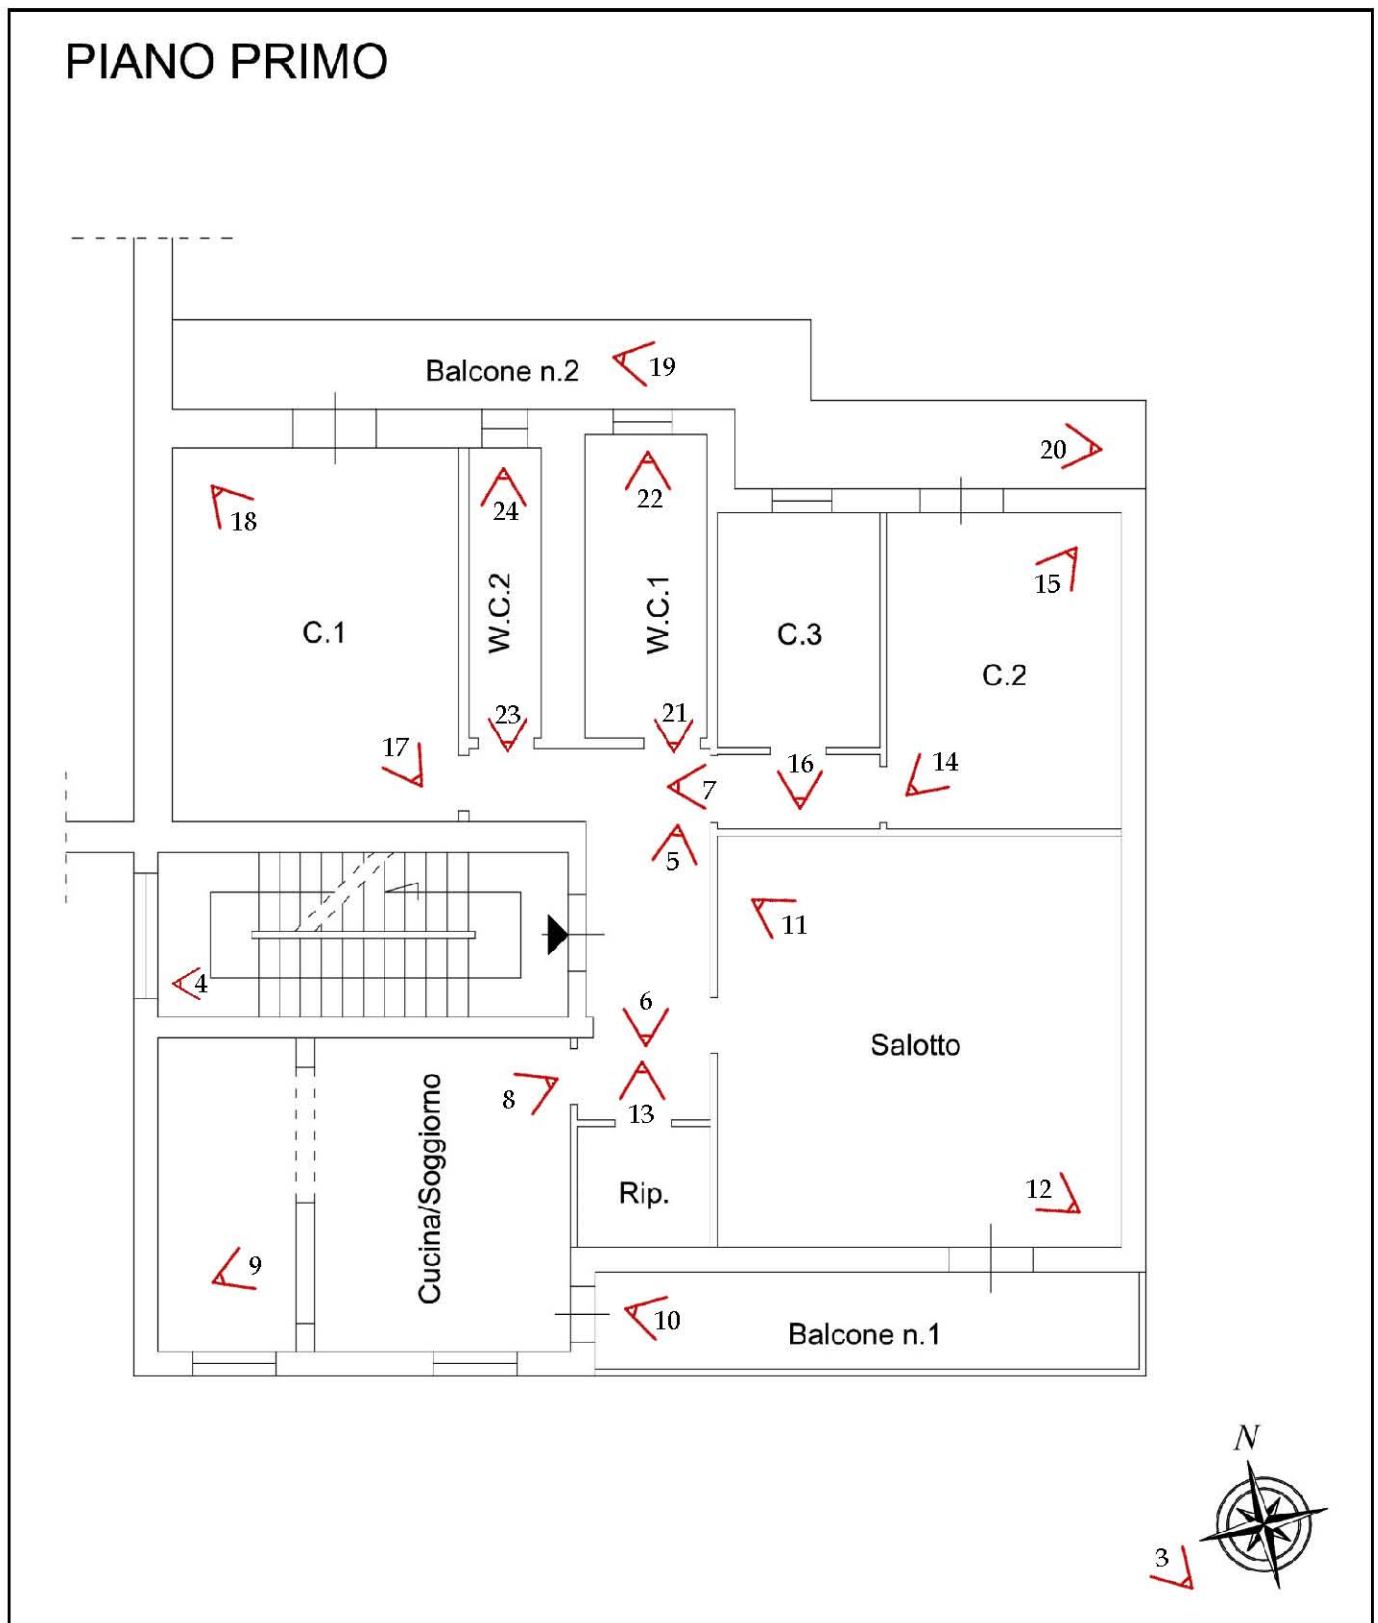 PIANO PRIMO
Balcone n.2
19
20
18
24
22
15
W.C.2
W.C.1
C.1
C.3
C.2
23
21
17
16
14
7
5
11
4
6
Salotto
8
13
Cucina/Soggiorno
Rip.
12
9
10
Balcone n.1
N
3